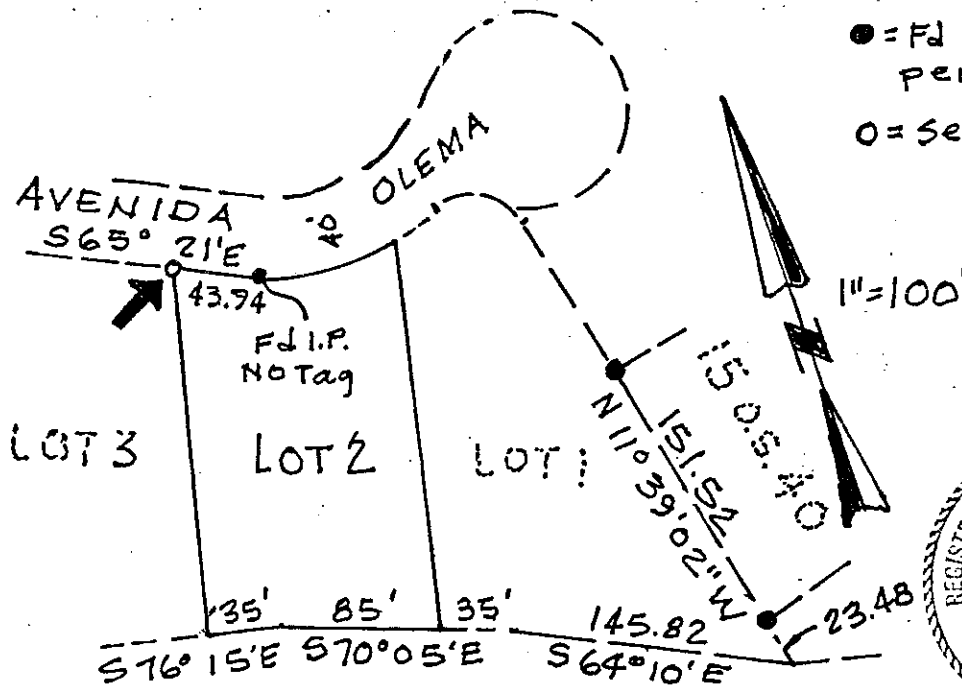 ● = Fd
per
O = Se
AVENIDA
OLEMA
40'
S65° 21'E
43.94
Fd I.P.
NO Tag
1"=100'
15 O.S. 40
151.52
N11°39'02"W
LOT 3
LOT 2
LOT 1
35'
85'
35'
145.82
23.48
S76°15'E
S70°05'E
S64°10'E
REGISTE